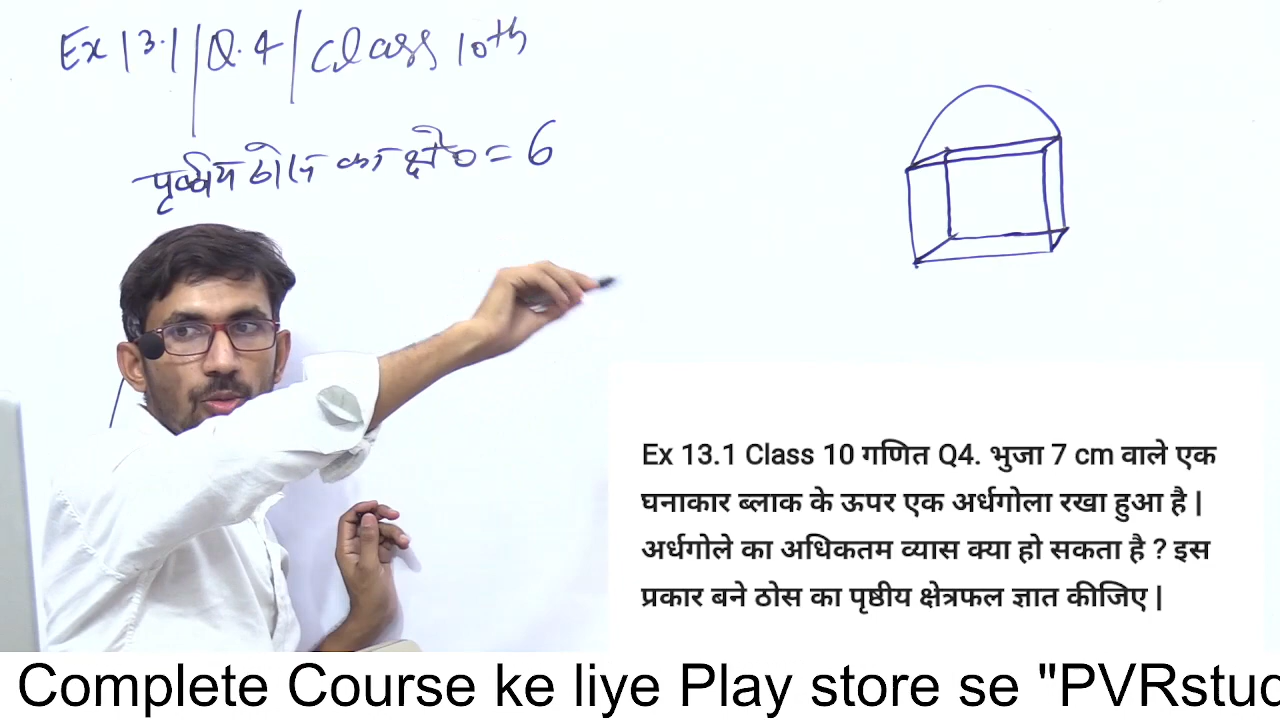 Ex 13.1 | Q.4 | Class 10th
पृष्ठीय ठोस का क्षे० = 6
Ex 13.1 Class 10 गणित Q4. भुजा 7 cm वाले एक
घनाकार ब्लाक के ऊपर एक अर्धगोला रखा हुआ है |
अर्धगोले का अधिकतम व्यास क्या हो सकता है ? इस
प्रकार बने ठोस का पृष्ठीय क्षेत्रफल ज्ञात कीजिए |
Complete Course ke liye Play store se "PVRstud